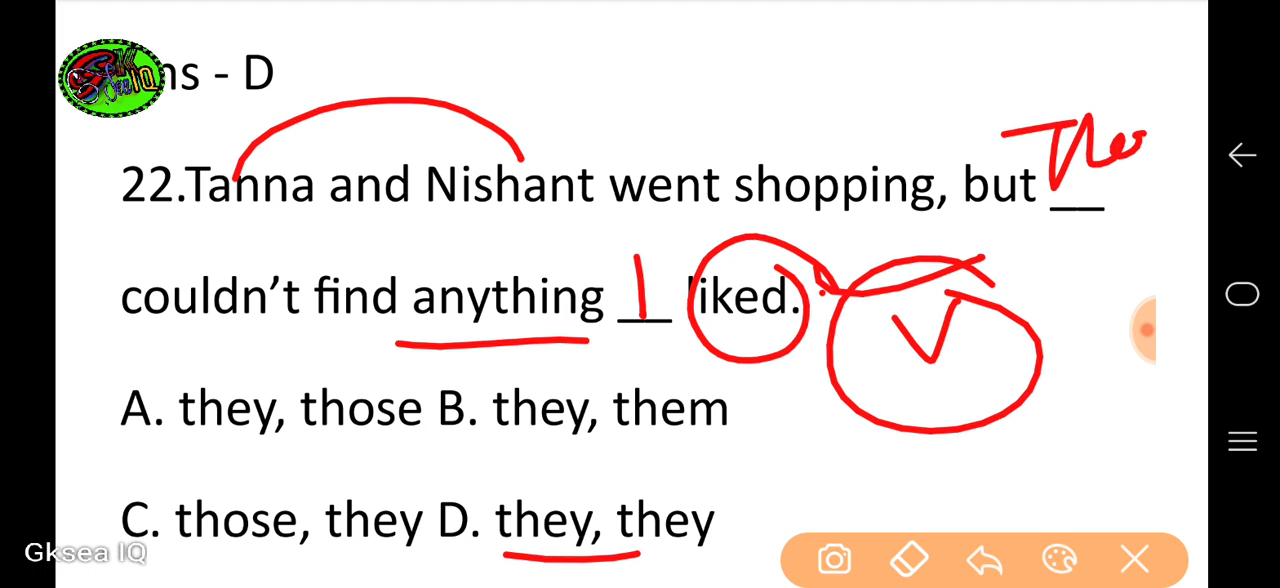 ns - D
The
22.Tanna and Nishant went shopping, but __
couldn't find anything __ liked.
A. they, those B. they, them
C. those, they D. they, they
Gksea IQ